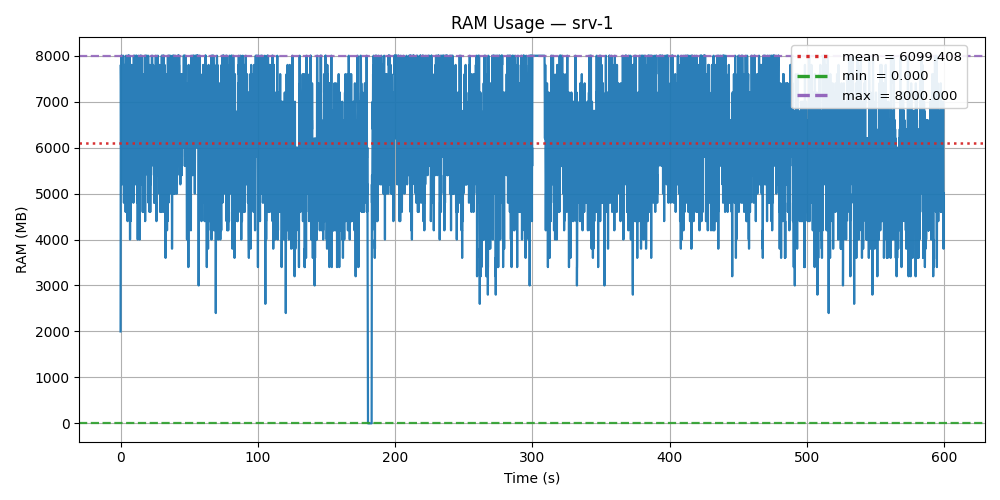 RAM Usage — srv-1
mean = 6099.408
min  = 0.000
max  = 8000.000
RAM (MB)
8000
7000
6000
5000
4000
3000
2000
1000
0
0 100 200 300 400 500 600
Time (s)